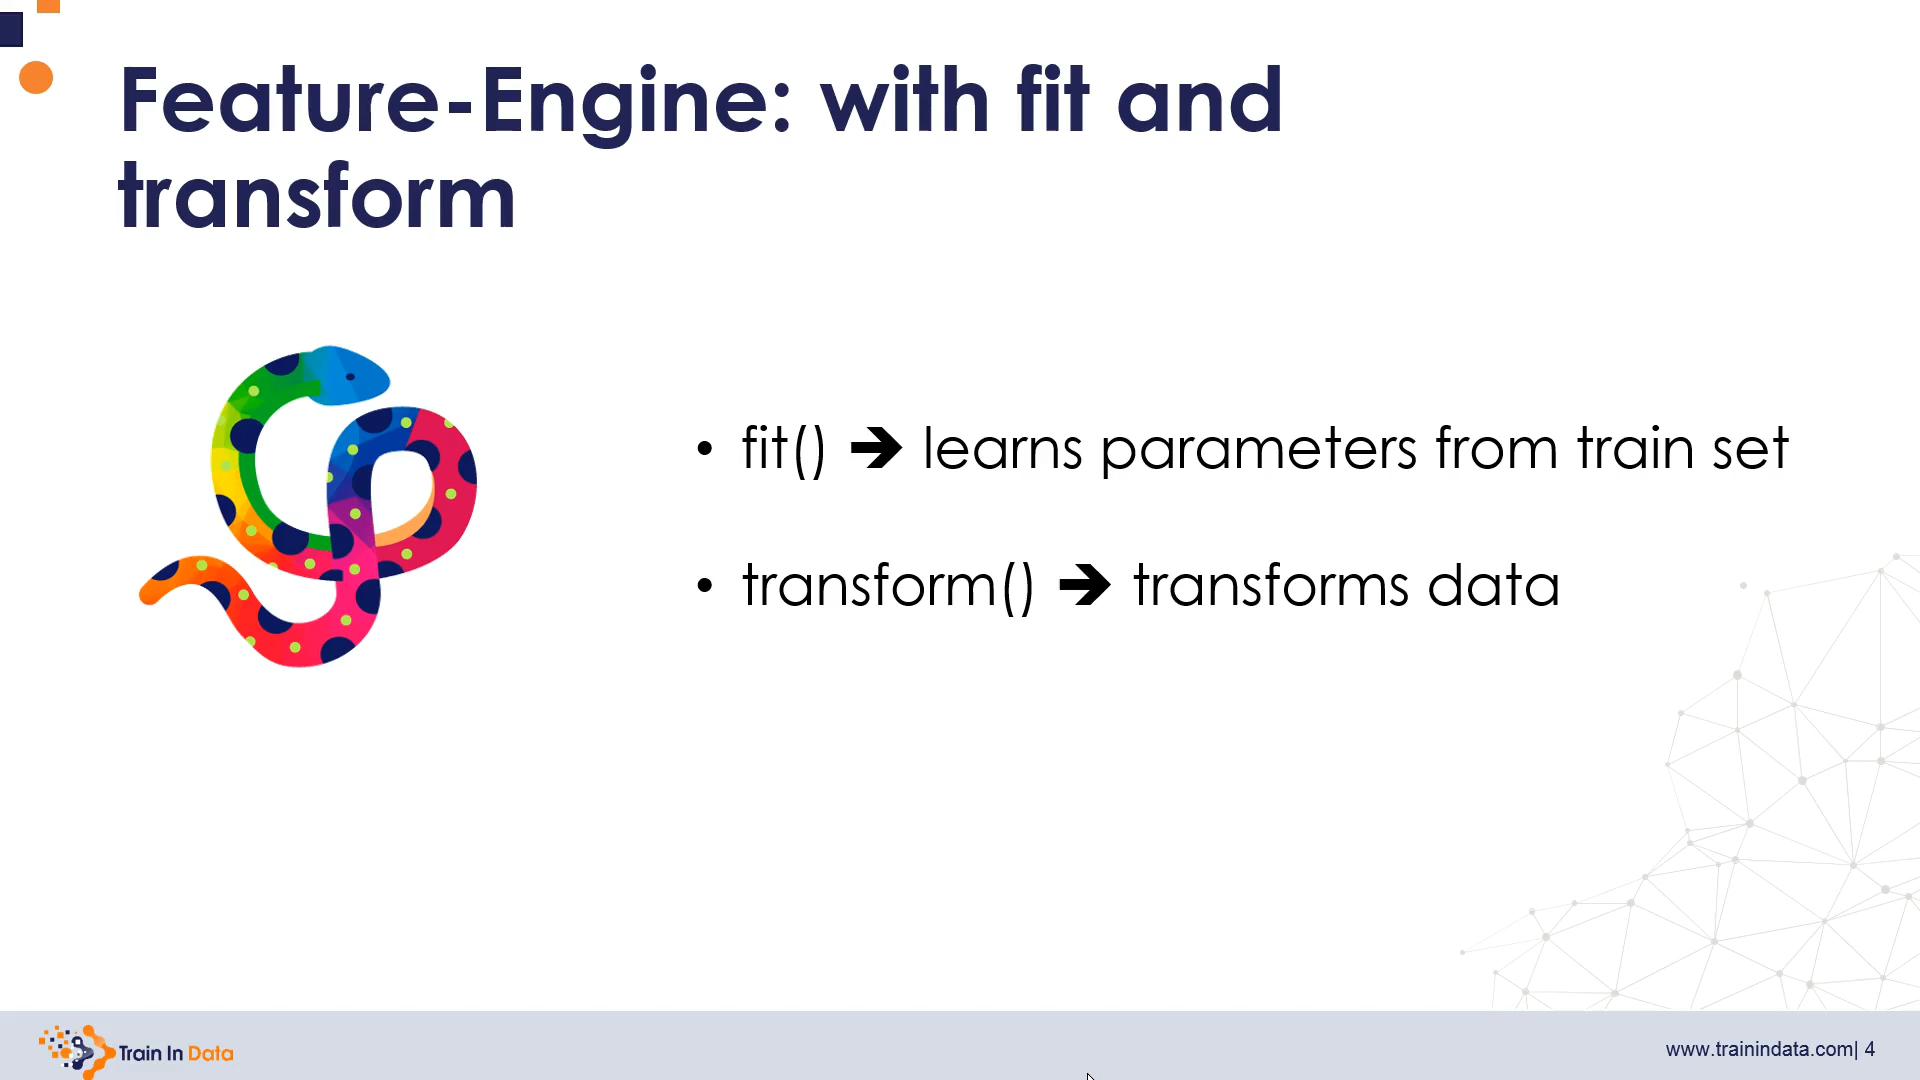 Feature-Engine: with fit and
transform
• fit() 🡲 learns parameters from train set
• transform() 🡲 transforms data
Train In Data
www.trainindata.com| 4